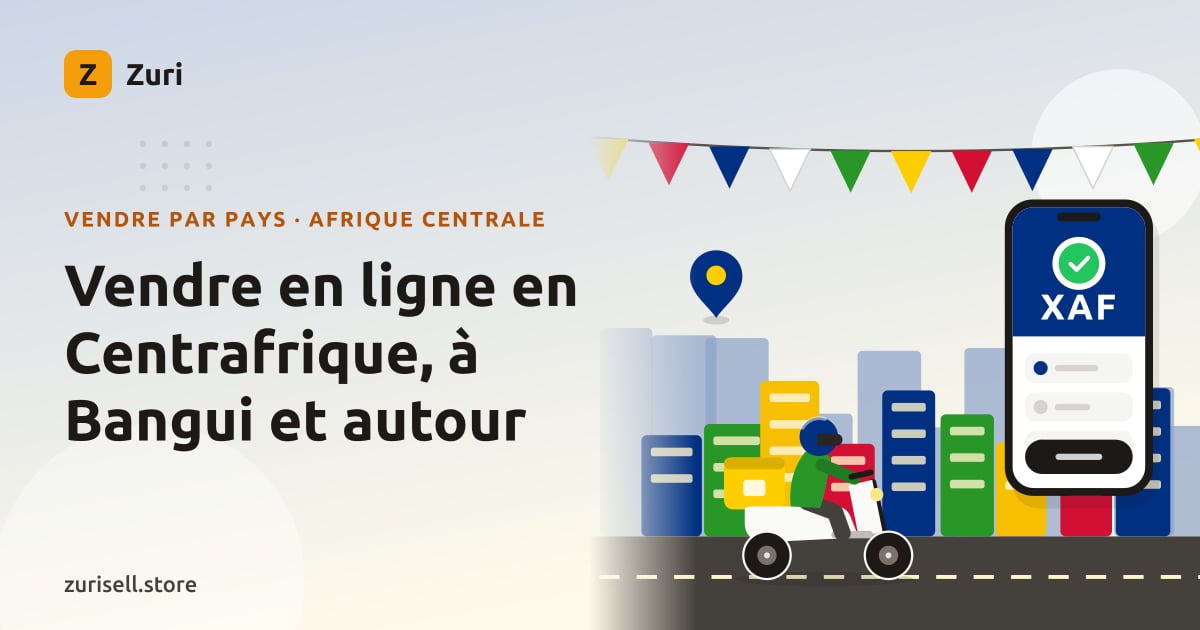 Z Zuri
VENDRE PAR PAYS · AFRIQUE CENTRALE
Vendre en ligne en
Centrafrique, à
Bangui et autour
XAF
zurisell.store